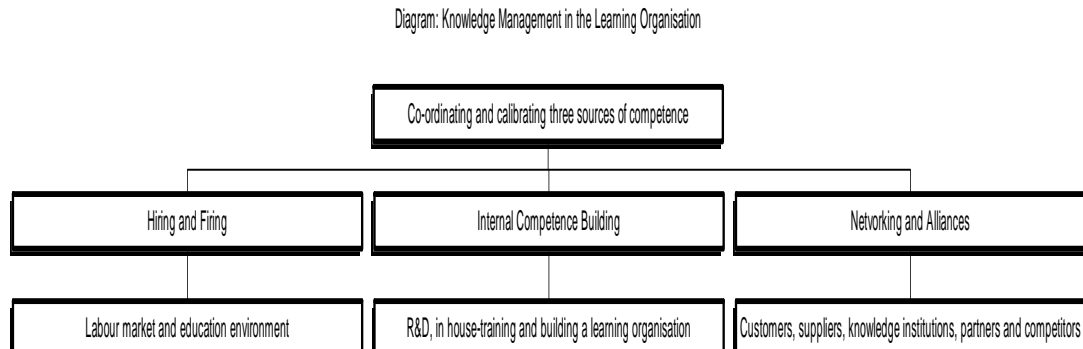 Diagram: Knowledge Management in the Learning Organisation
Co-ordinating and calibrating three sources of competence
Hiring and Firing
Internal Competence Building
Networking and Alliances
Labour market and education environment
R&D, in house-training and building a learning organisation
Customers, suppliers, knowledge institutions, partners and competitors